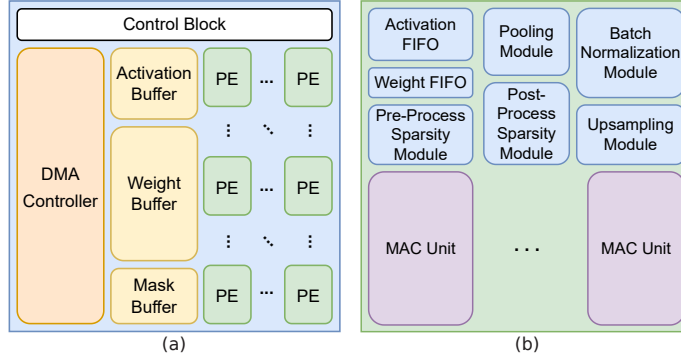 Control Block
DMA
Controller
Activation
Buffer
Weight
Buffer
Mask
Buffer
PE ... PE
PE ... PE
PE ... PE
(a)
Activation
FIFO
Weight FIFO
Pre-Process
Sparsity
Module
Pooling
Module
Post-
Process
Sparsity
Module
Batch
Normalization
Module
Upsampling
Module
MAC Unit
. . .
MAC Unit
(b)